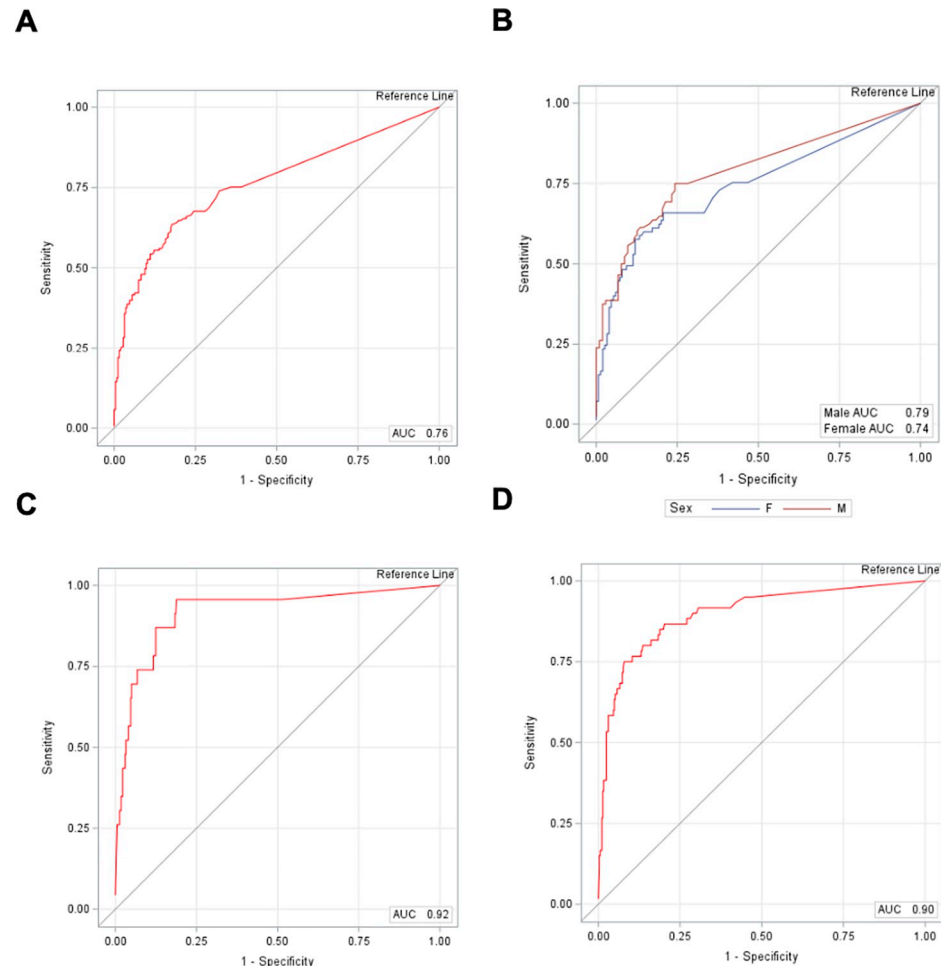 A
Reference Line
1.00
0.75
0.50
0.25
0.00
Sensitivity
AUC 0.76
0.00 0.25 0.50 0.75 1.00
1 - Specificity
B
Reference Line
1.00
0.75
0.50
0.25
0.00
Sensitivity
Male AUC 0.79
Female AUC 0.74
0.00 0.25 0.50 0.75 1.00
1 - Specificity
Sex F M
C
Reference Line
1.00
0.75
0.50
0.25
0.00
Sensitivity
AUC 0.92
0.00 0.25 0.50 0.75 1.00
1 - Specificity
D
Reference Line
1.00
0.75
0.50
0.25
0.00
Sensitivity
AUC 0.90
0.00 0.25 0.50 0.75 1.00
1 - Specificity